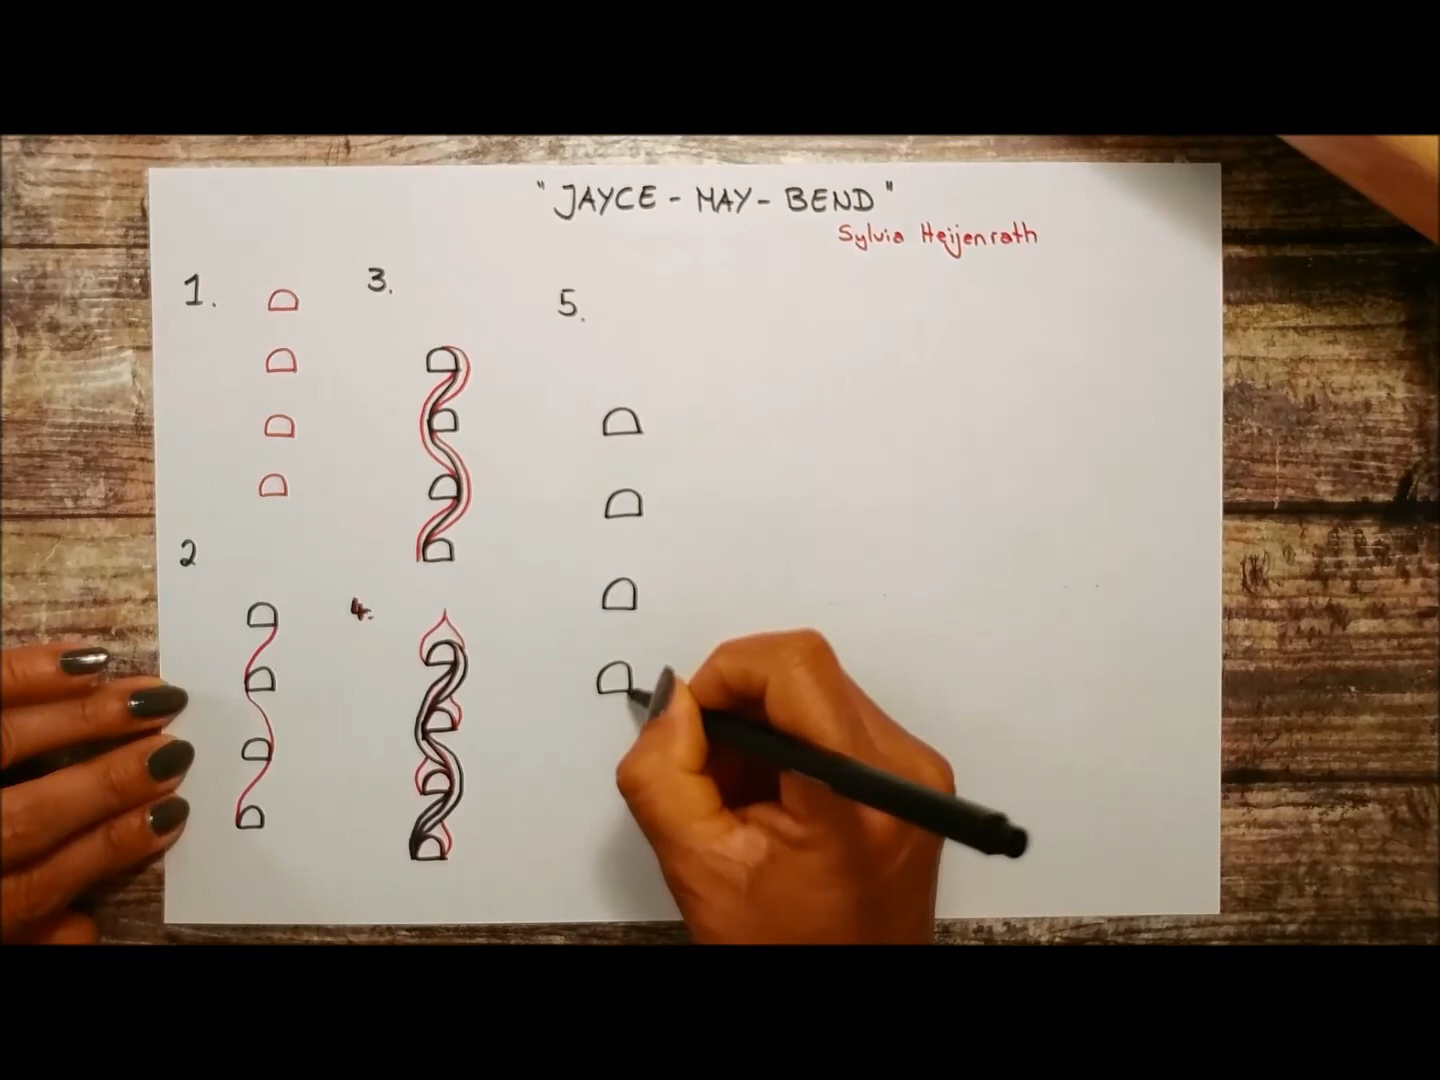 "JAYCE - MAY - BEND"
Sylvia Heijenrath
1.
3.
5.
2
4.